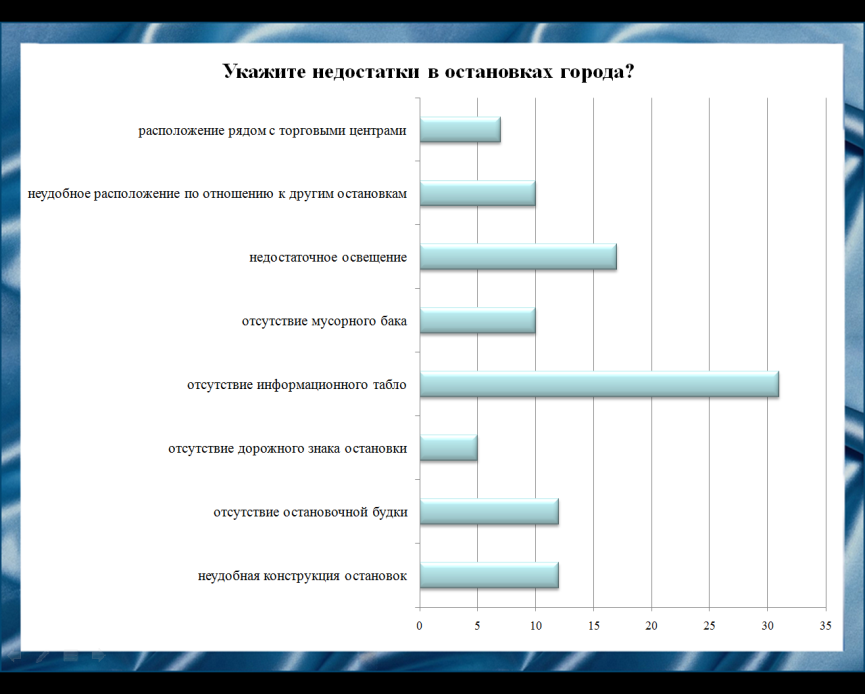 Укажите недостатки в остановках города?
расположение рядом с торговыми центрами
неудобное расположение по отношению к другим остановкам
недостаточное освещение
отсутствие мусорного бака
отсутствие информационного табло
отсутствие дорожного знака остановки
отсутствие остановочной будки
неудобная конструкция остановок
0 5 10 15 20 25 30 35